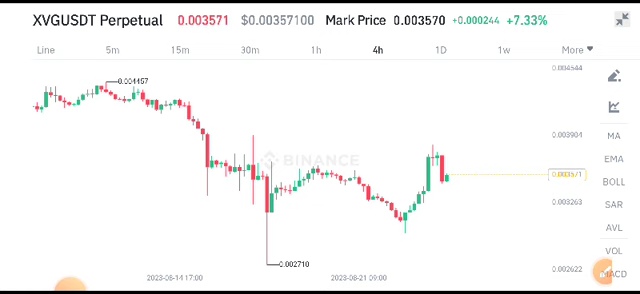 XVGUSDT Perpetual 0.003571 $0.00357100 Mark Price 0.003570 +0.000244 +7.33%
Line 5m 15m 30m 1h 4h 1D 1w More
0.004544
0.004457
0.003904
MA
BINANCE
EMA
0.003571
BOLL
0.003263
SAR
AVL
VOL
0.002710
0.002622
MACD
2023-08-14 17:00 2023-08-21 09:00